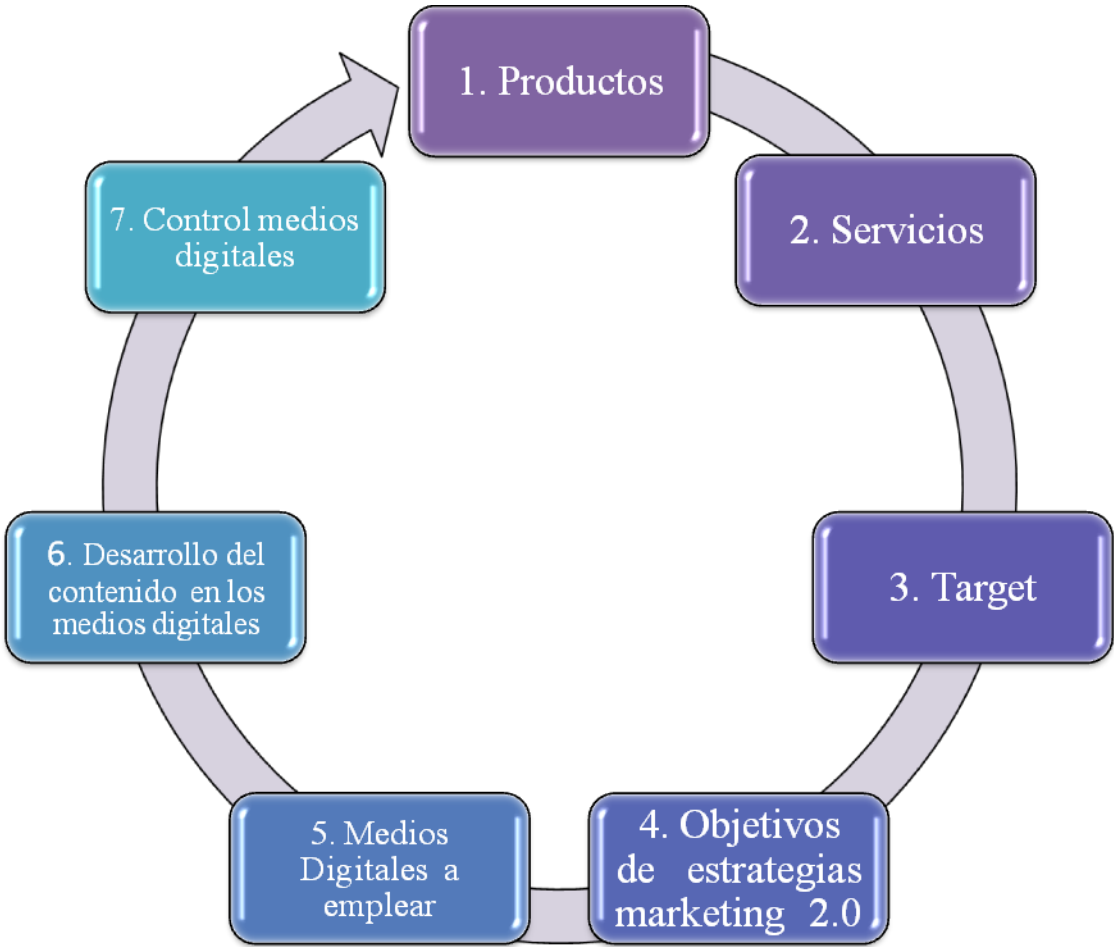 1. Productos
2. Servicios
3. Target
4. Objetivos
de estrategias
marketing 2.0
5. Medios
Digitales a
emplear
6. Desarrollo del
contenido en los
medios digitales
7. Control medios
digitales